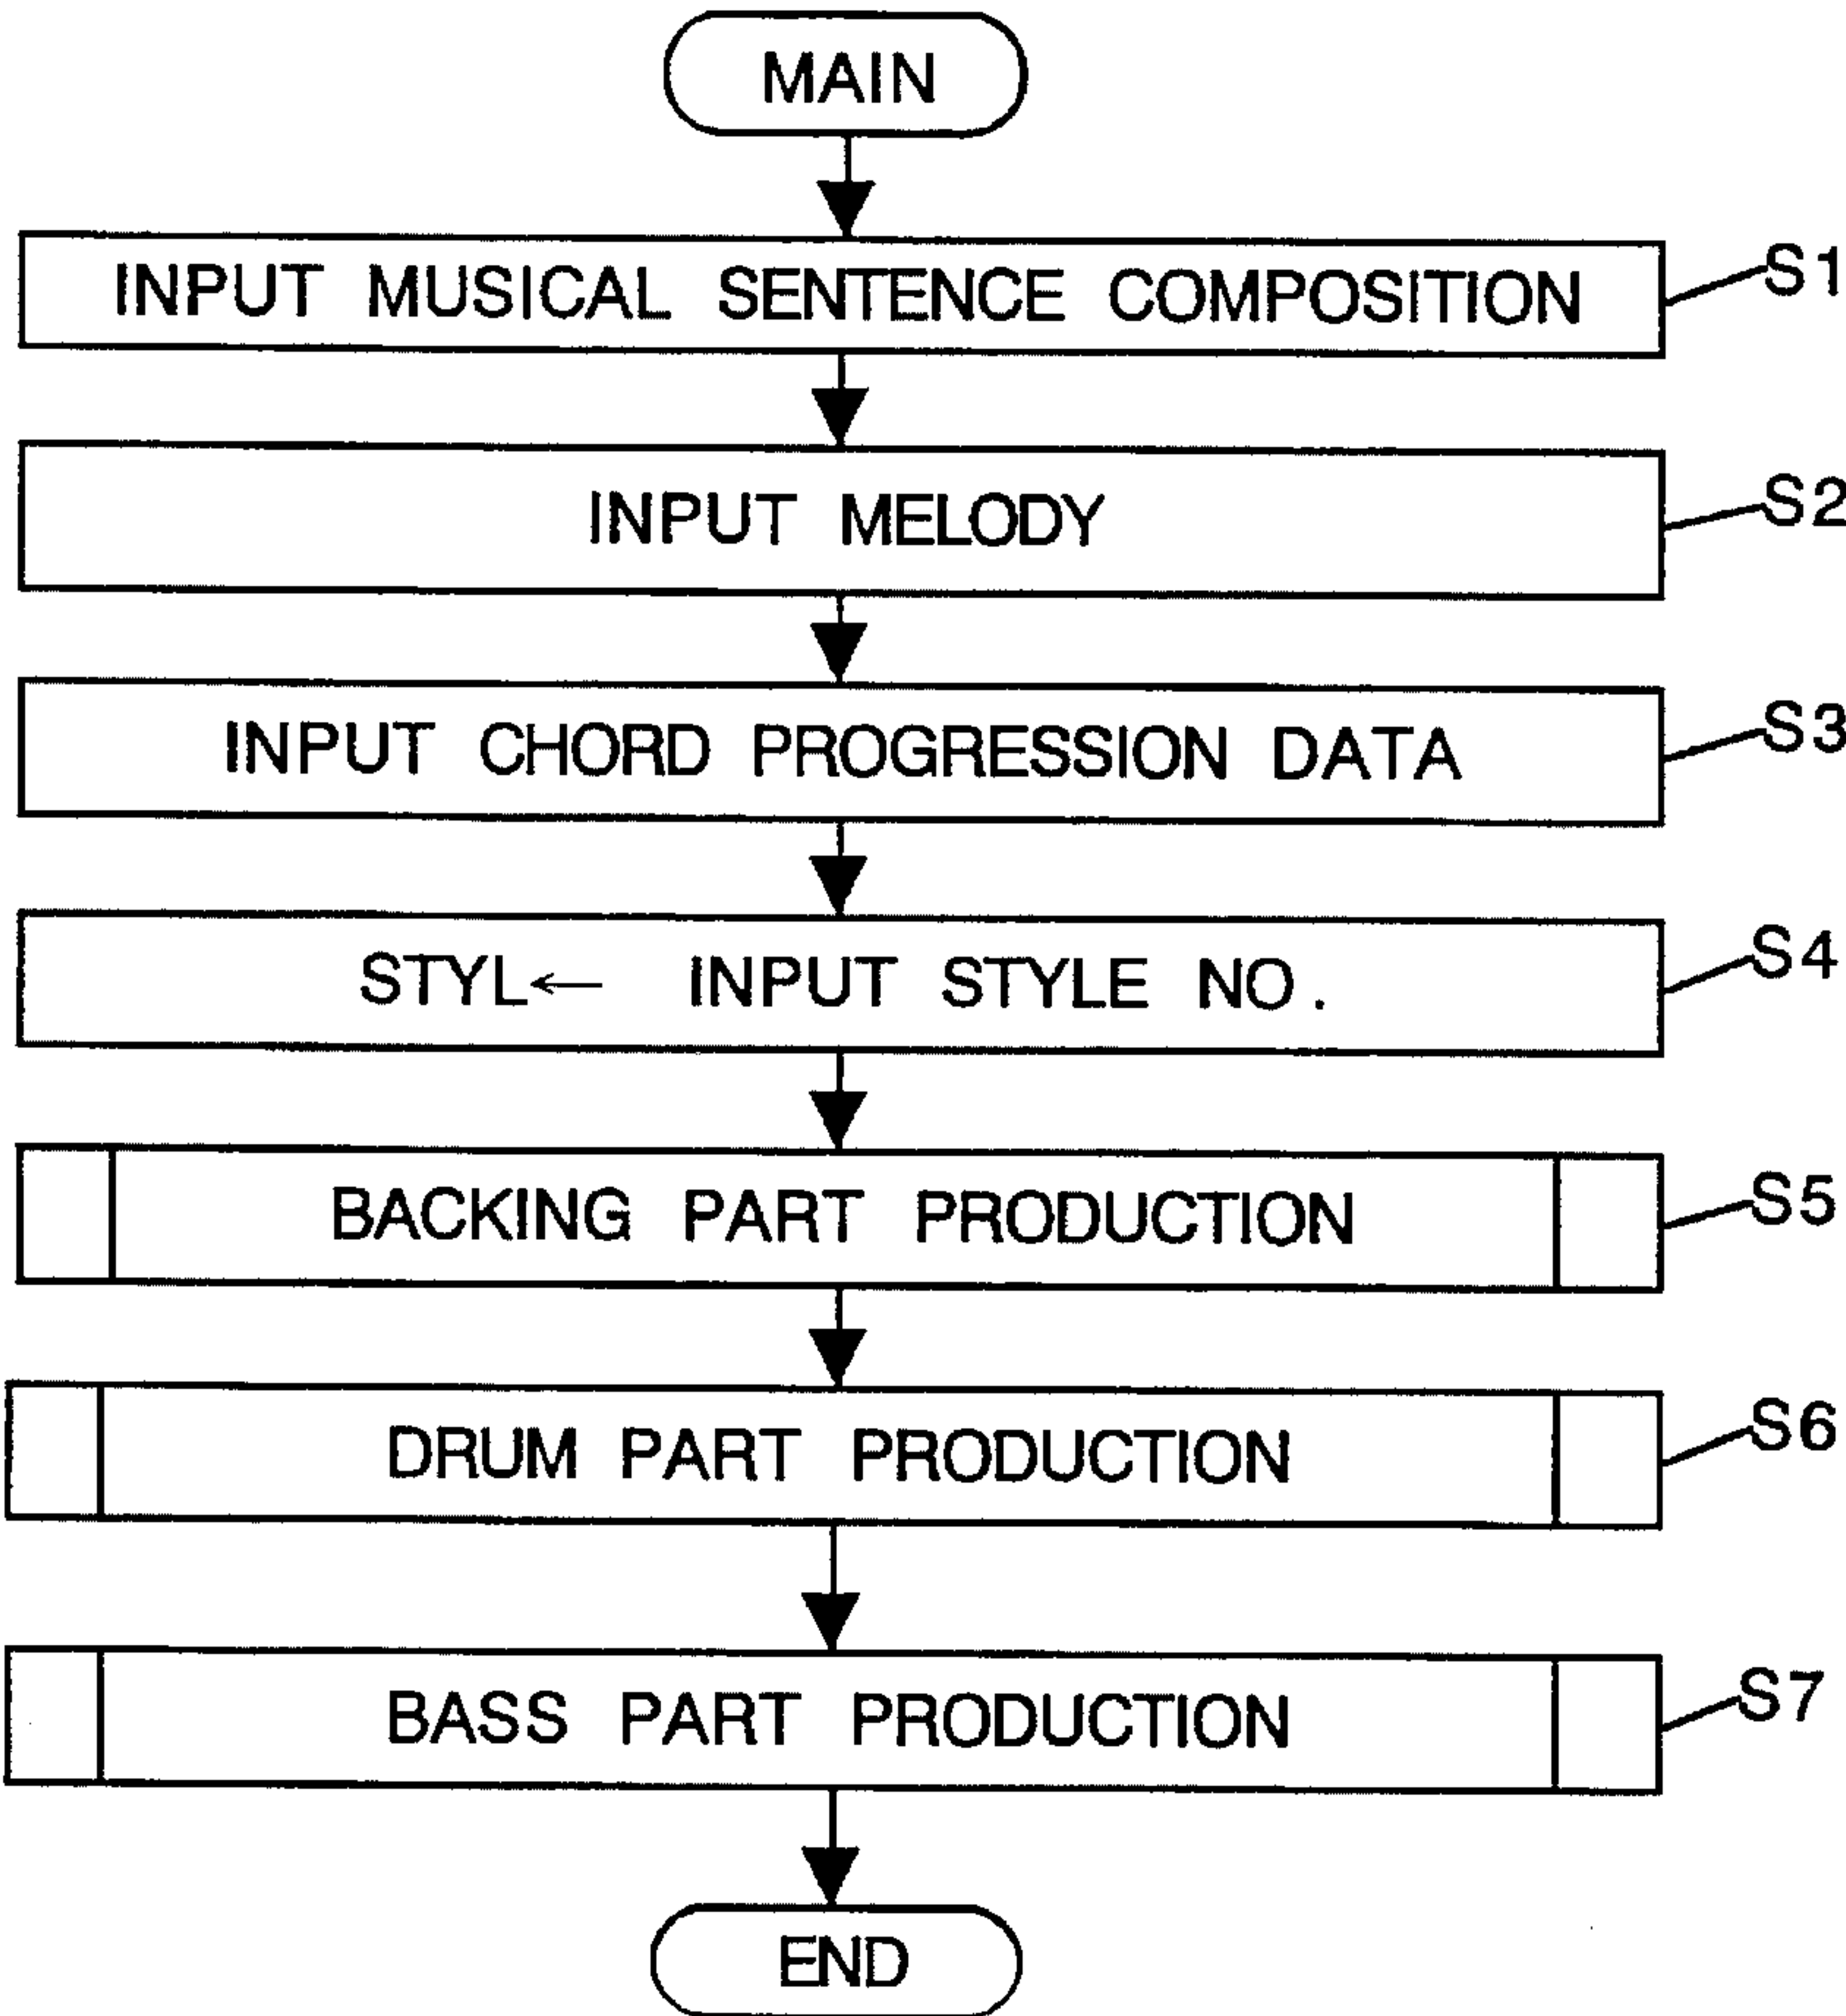 MAIN
INPUT MUSICAL SENTENCE COMPOSITION S1
INPUT MELODY S2
INPUT CHORD PROGRESSION DATA S3
STYL← INPUT STYLE NO. S4
BACKING PART PRODUCTION S5
DRUM PART PRODUCTION S6
BASS PART PRODUCTION S7
END